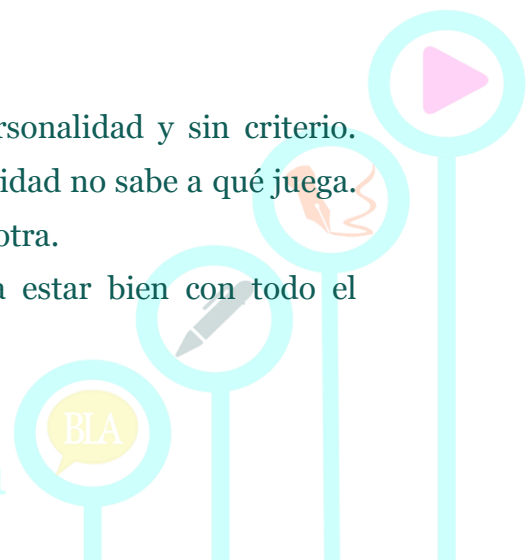 rsonalidad y sin criterio.
idad no sabe a qué juega.
otra.
a estar bien con todo el
BLA